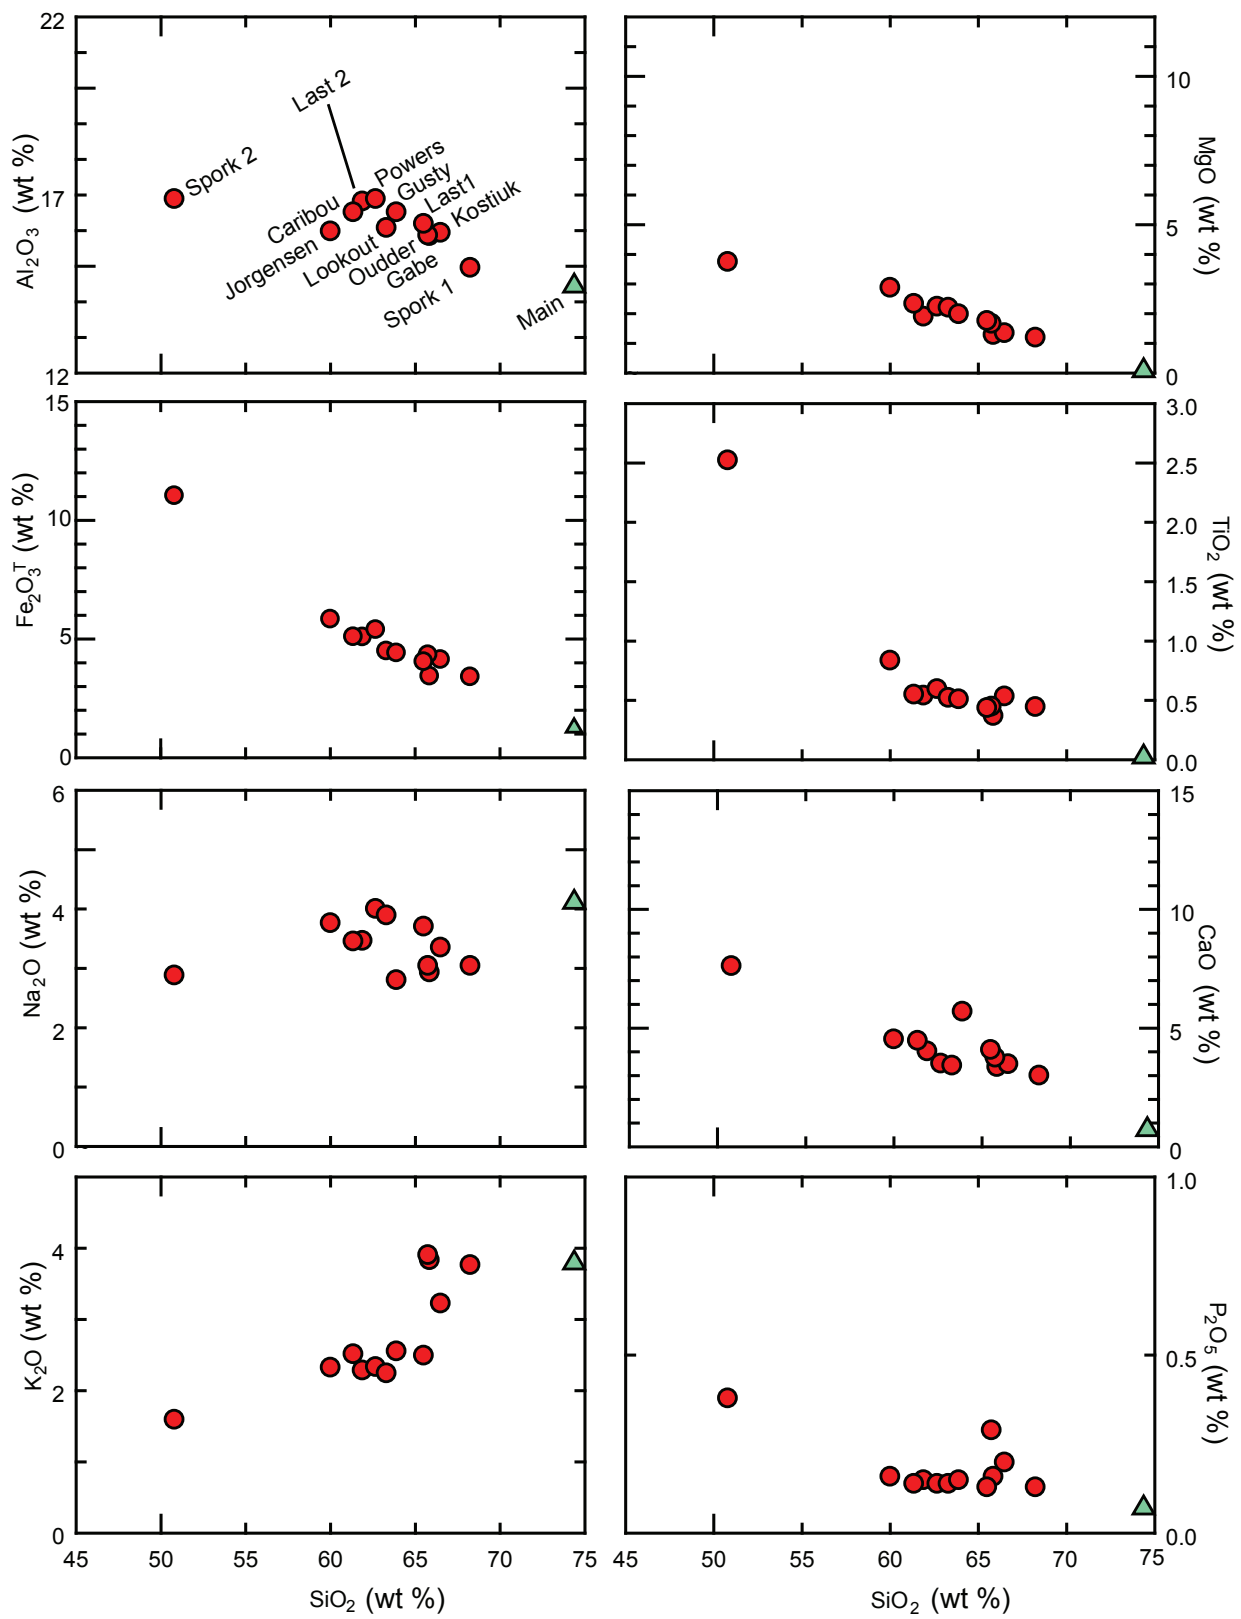 22
17
12
Al₂O₃ (wt %)
Last 2
Spork 2
Powers
Gusty
Last1
Kostiuk
Caribou
Jorgensen
Lookout
Oudder
Gabe
Spork 1
Main
10
5
0
MgO (wt %)
15
10
5
0
Fe₂O₃ᵀ (wt %)
3.0
2.5
2.0
1.5
1.0
0.5
0.0
TiO₂ (wt %)
6
4
2
0
Na₂O (wt %)
15
10
5
0
CaO (wt %)
4
2
0
K₂O (wt %)
1.0
0.5
0.0
P₂O₅ (wt %)
45 50 55 60 65 70 75
SiO₂ (wt %)
45 50 55 60 65 70 75
SiO₂ (wt %)